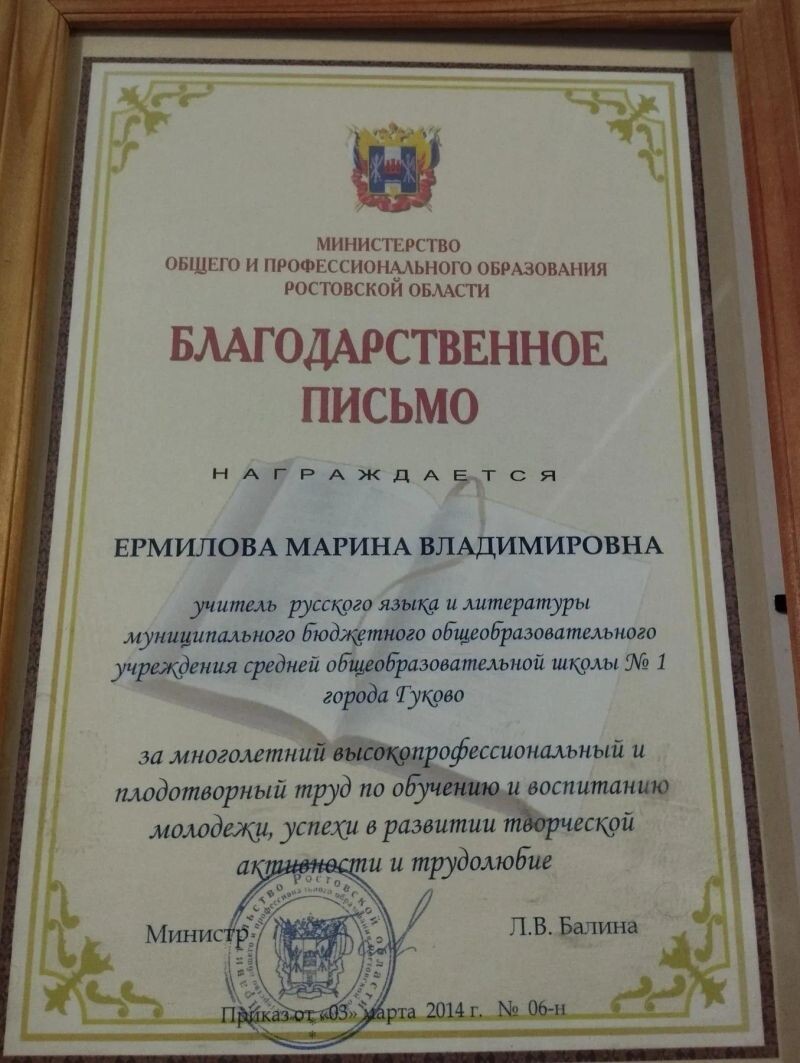 МИНИСТЕРСТВО
ОБЩЕГО И ПРОФЕССИОНАЛЬНОГО ОБРАЗОВАНИЯ
РОСТОВСКОЙ ОБЛАСТИ
БЛАГОДАРСТВЕННОЕ
ПИСЬМО
НАГРАЖДАЕТСЯ
ЕРМИЛОВА МАРИНА ВЛАДИМИРОВНА
учитель русского языка и литературы
муниципального бюджетного общеобразовательного
учреждения средней общеобразовательной школы № 1
города Гуково
за многолетний высокопрофессиональный и
плодотворный труд по обучению и воспитанию
молодежи, успехи в развитии творческой
активности и трудолюбие
Министр
Л.В. Балина
Приказ от «03» марта 2014 г. № 06-н